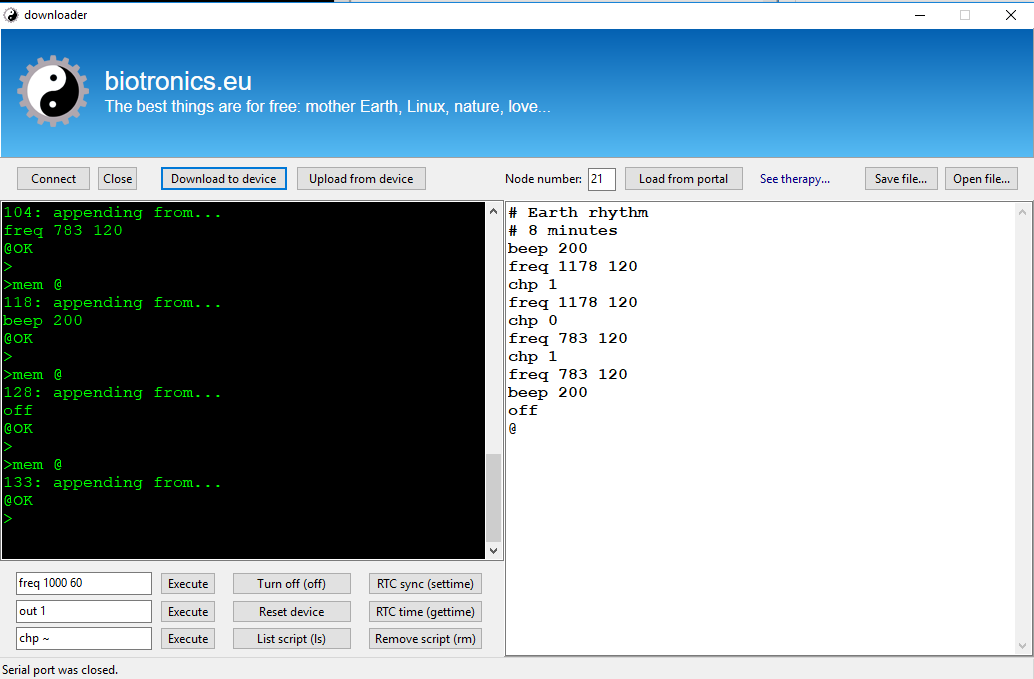 downloader
biotronics.eu
The best things are for free: mother Earth, Linux, nature, love...
Connect Close Download to device Upload from device Node number: 21 Load from portal See therapy... Save file... Open file...
104: appending from...
freq 783 120
@OK
>
>mem @
118: appending from...
beep 200
@OK
>
>mem @
128: appending from...
off
@OK
>
>mem @
133: appending from...
@OK
>
# Earth rhythm
# 8 minutes
beep 200
freq 1178 120
chp 1
freq 1178 120
chp 0
freq 783 120
chp 1
freq 783 120
beep 200
off
@
freq 1000 60 Execute Turn off (off) RTC sync (settime)
out 1 Execute Reset device RTC time (gettime)
chp ~ Execute List script (ls) Remove script (rm)
Serial port was closed.